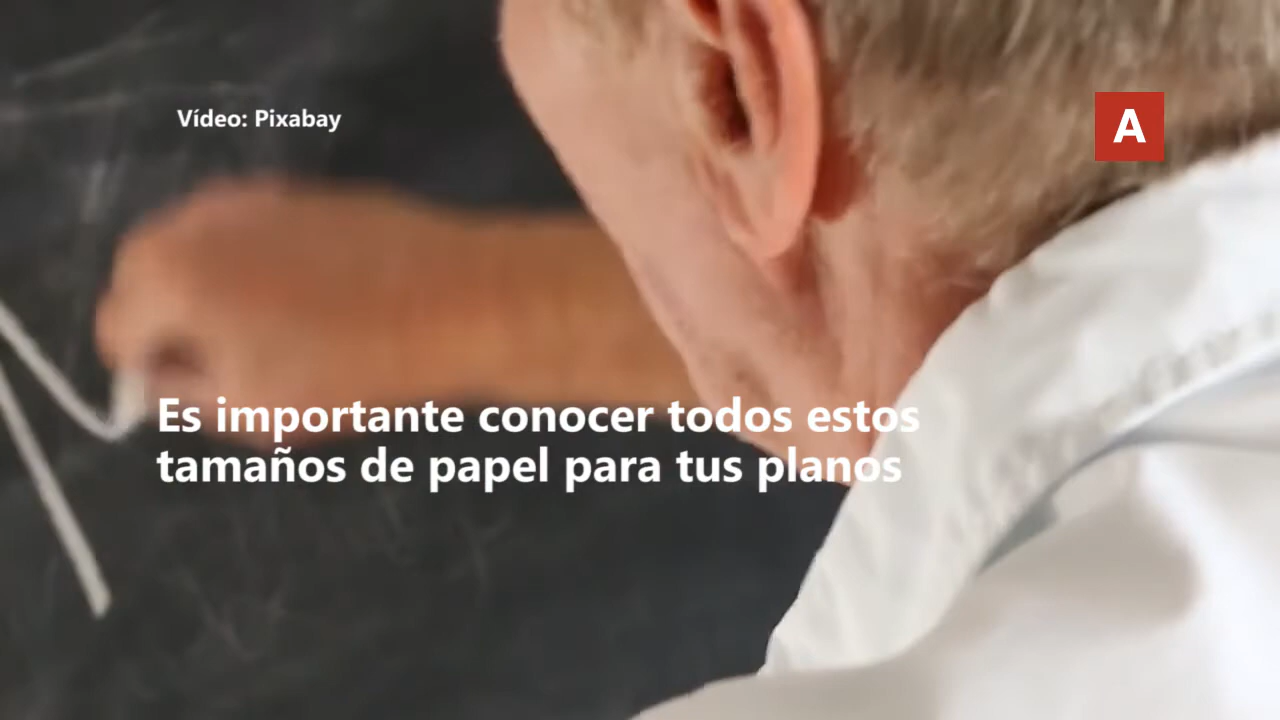 Vídeo: Pixabay
A
Es importante conocer todos estos
tamaños de papel para tus planos